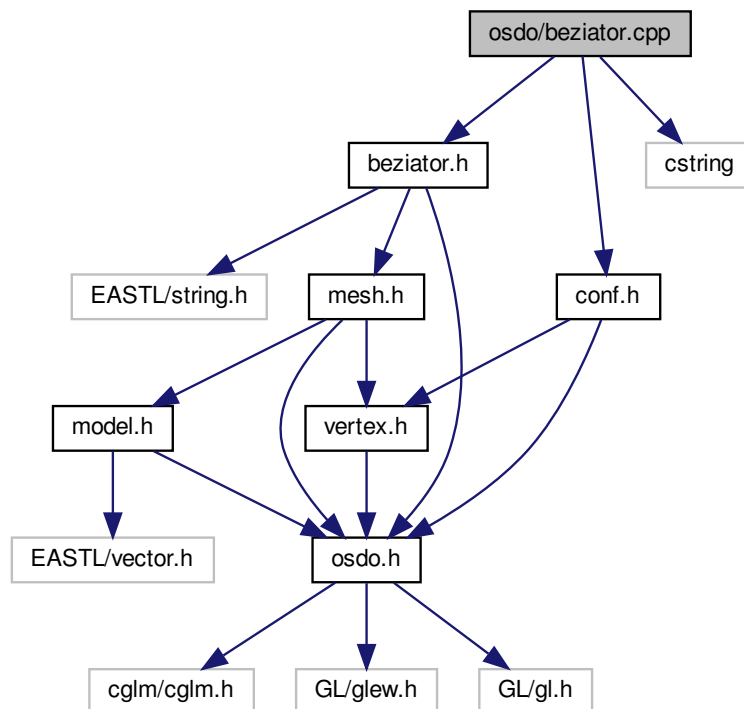 osdo/beziator.cpp
beziator.h
cstring
EASTL/string.h
mesh.h
conf.h
model.h
vertex.h
EASTL/vector.h
osdo.h
cglm/cglm.h
GL/glew.h
GL/gl.h